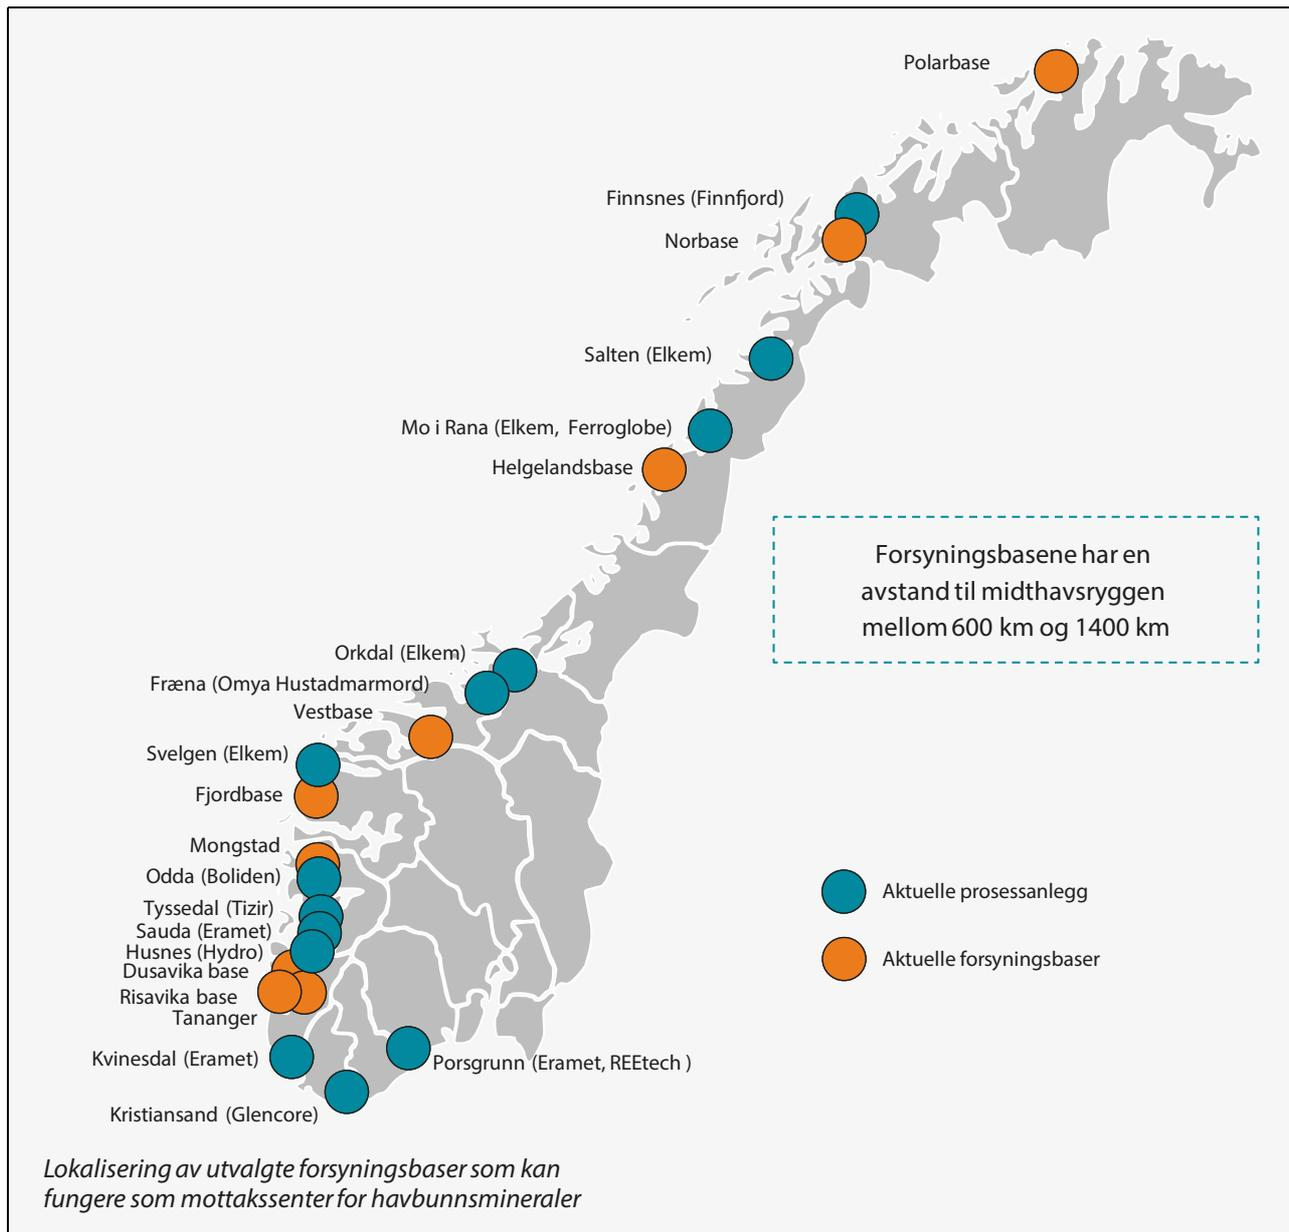 Polarbase
Finnsnes (Finnfjord)
Norbase
Salten (Elkem)
Mo i Rana (Elkem, Ferroglobe)
Helgelandsbase
Forsyningsbasene har en
avstand til midthavsryggen
mellom 600 km og 1400 km
Orkdal (Elkem)
Fræna (Omya Hustadmarmord)
Vestbase
Svelgen (Elkem)
Fjordbase
Mongstad
Odda (Boliden)
Tyssedal (Tizir)
Sauda (Eramet)
Husnes (Hydro)
Dusavika base
Risavika base
Tananger
Kvinesdal (Eramet)
Porsgrunn (Eramet, REEtech )
Kristiansand (Glencore)
Aktuelle prosessanlegg
Aktuelle forsyningsbaser
Lokalisering av utvalgte forsyningsbaser som kan
fungere som mottakssenter for havbunnsmineraler